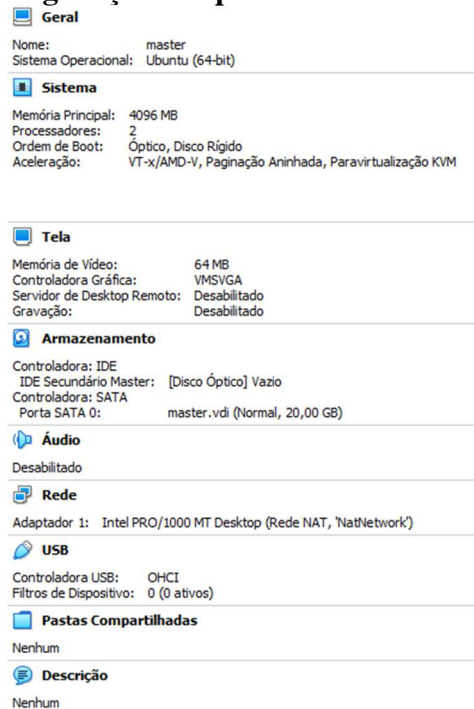 Geral
Nome: master
Sistema Operacional: Ubuntu (64-bit)
Sistema
Memória Principal: 4096 MB
Processadores: 2
Ordem de Boot: Óptico, Disco Rígido
Aceleração: VT-x/AMD-V, Paginação Aninhada, Paravirtualização KVM
Tela
Memória de Vídeo: 64 MB
Controladora Gráfica: VMSVGA
Servidor de Desktop Remoto: Desabilitado
Gravação: Desabilitado
Armazenamento
Controladora: IDE
IDE Secundário Master: [Disco Óptico] Vazio
Controladora: SATA
Porta SATA 0: master.vdi (Normal, 20,00 GB)
Áudio
Desabilitado
Rede
Adaptador 1: Intel PRO/1000 MT Desktop (Rede NAT, 'NatNetwork')
USB
Controladora USB: OHCI
Filtros de Dispositivo: 0 (0 ativos)
Pastas Compartilhadas
Nenhum
Descrição
Nenhum